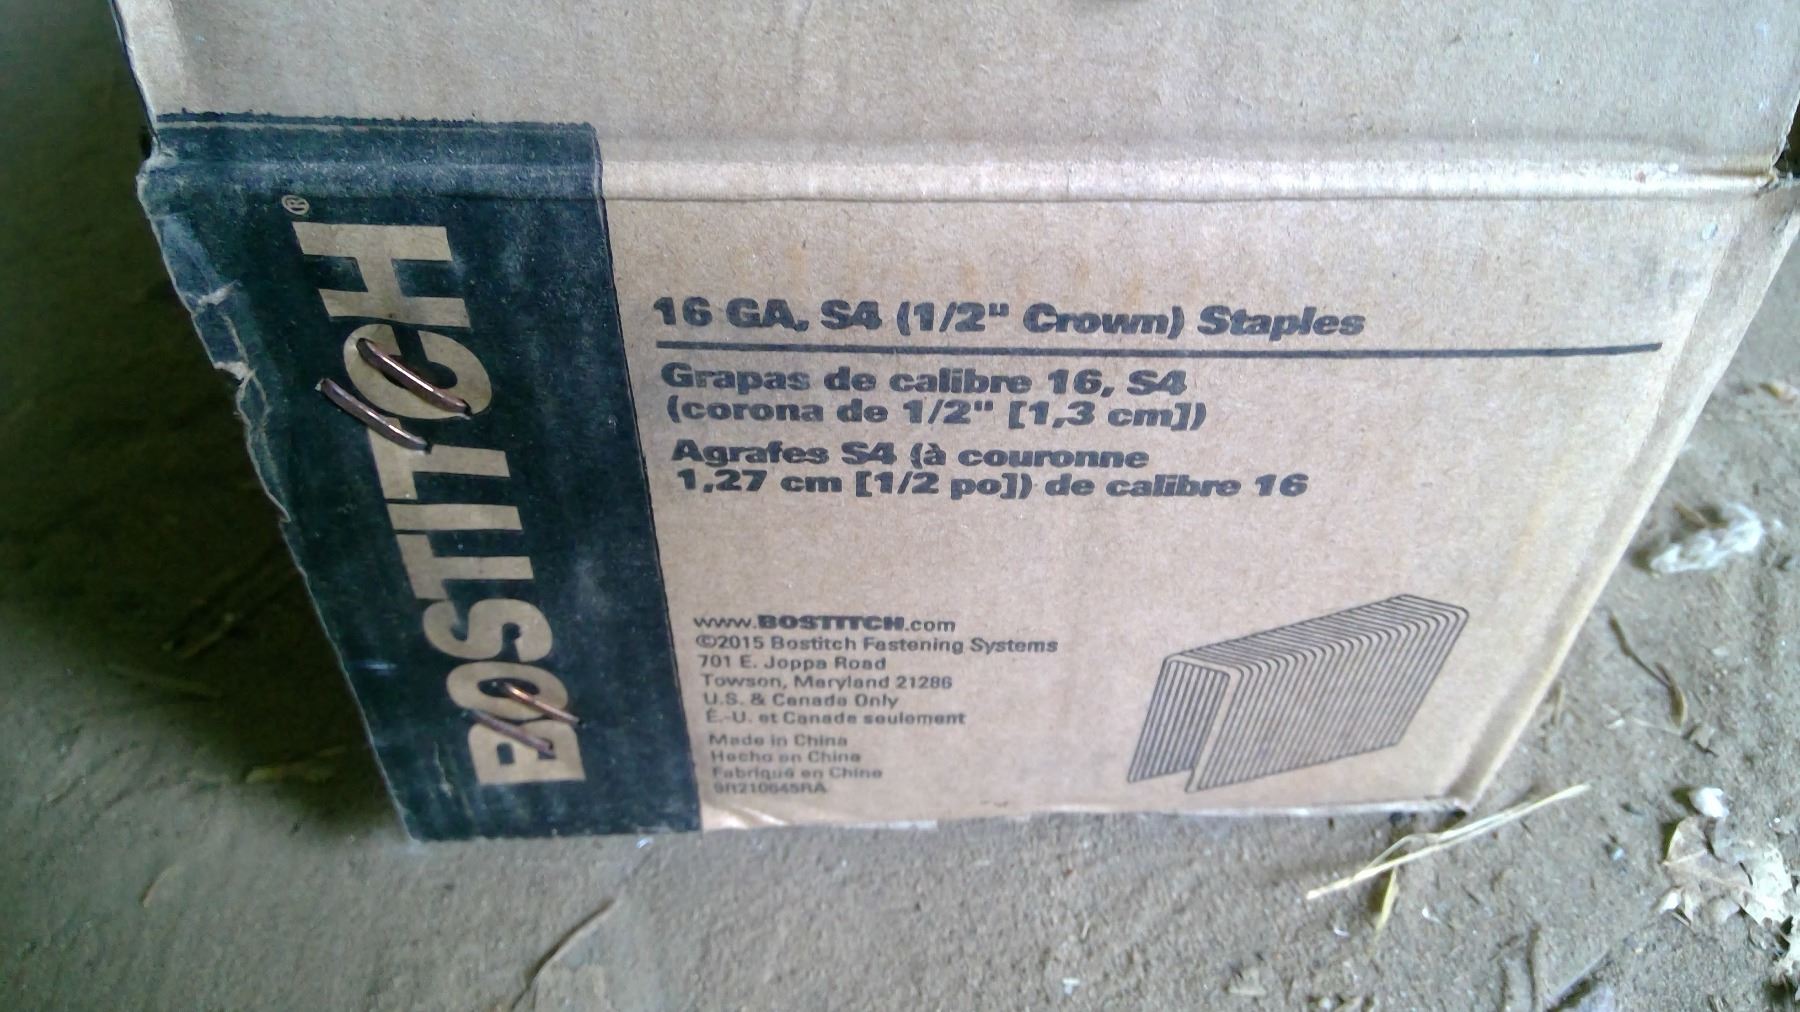 BOSTITCH®
16 GA, S4 (1/2" Crown) Staples
Grapas de calibre 16, S4
(corona de 1/2" [1,3 cm])
Agrafes S4 (à couronne
1,27 cm [1/2 po]) de calibre 16
www.BOSTITCH.com
©2015 Bostitch Fastening Systems
701 E. Joppa Road
Towson, Maryland 21286
U.S. & Canada Only
É.-U. et Canada seulement
Made in China
Hecho en China
Fabriqué en Chine
9R210645RA